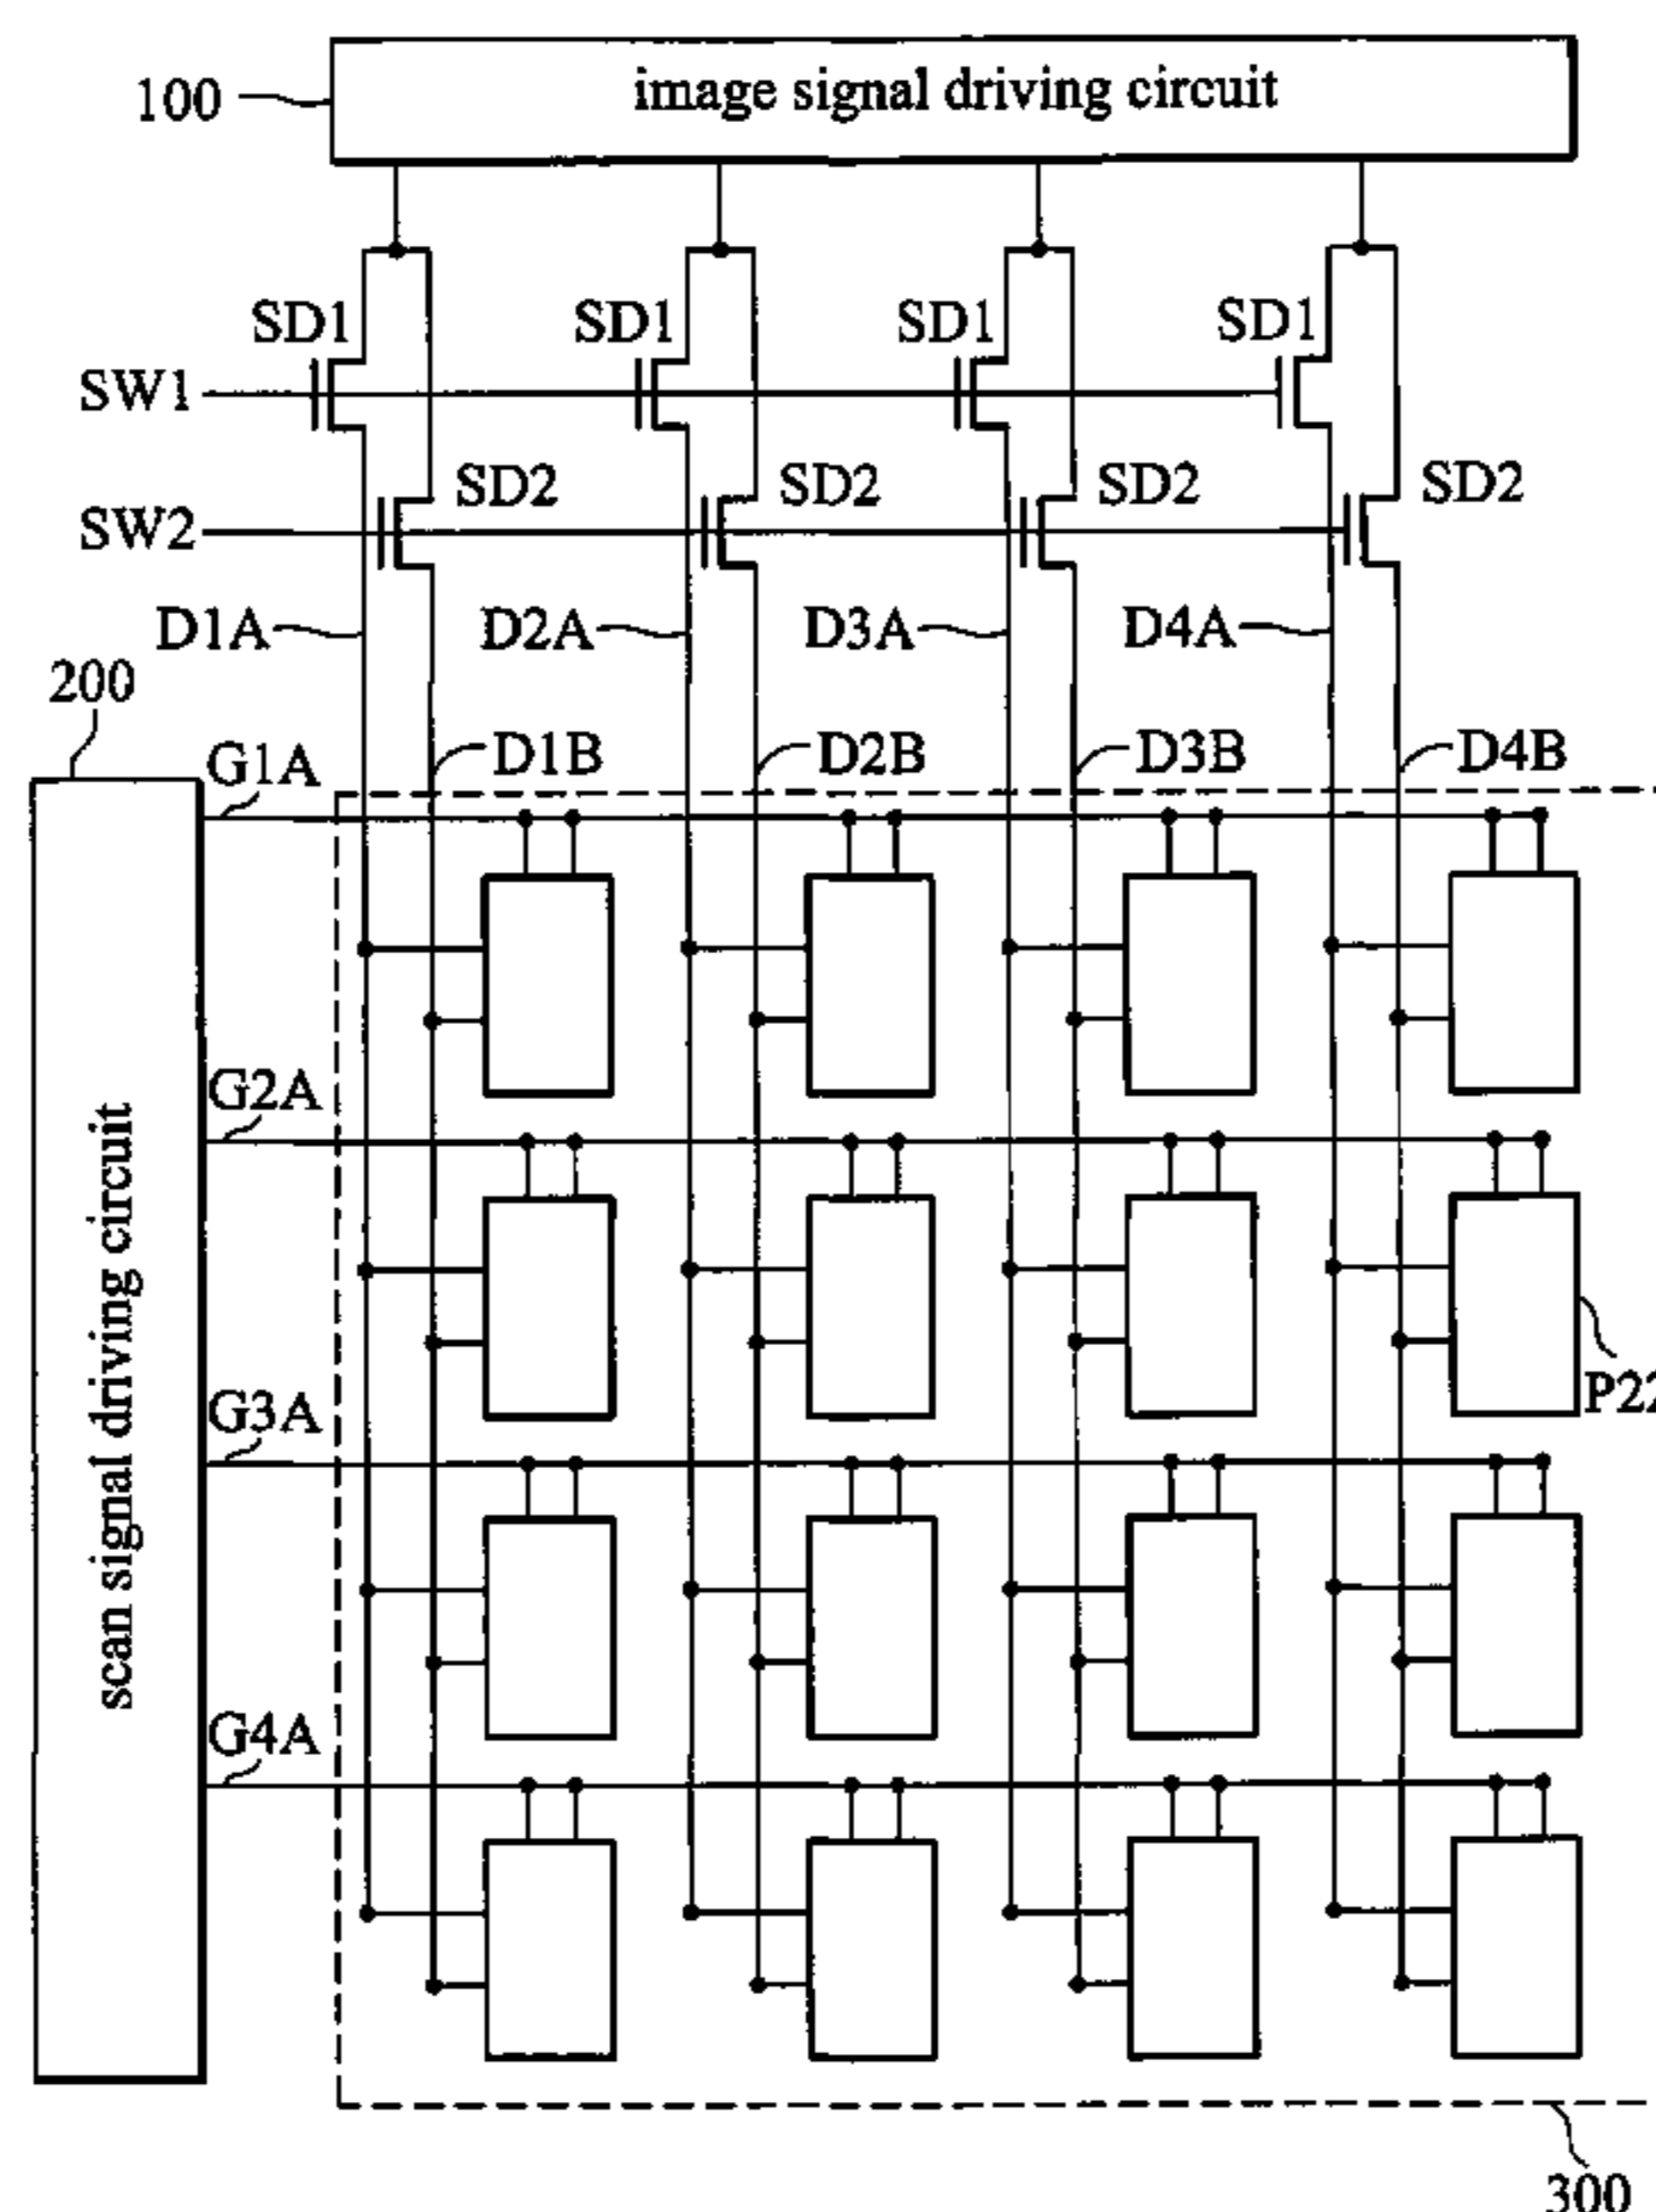 100
image signal driving circuit
SD1 SD1 SD1 SD1
SW1
SD2 SD2 SD2 SD2
SW2
D1A D2A D3A D4A
200
G1A D1B D2B D3B D4B
G2A
scan signal driving circuit
P22
G3A
G4A
300